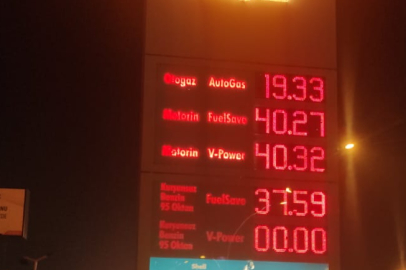 Otogaz AutoGas 19.33
Motorin FuelSave 40.27
Motorin V-Power 40.32
Kurşunsuz
Benzin FuelSave 37.59
95 Oktan
Kurşunsuz
Benzin V-Power 00.00
95 Oktan
Shell